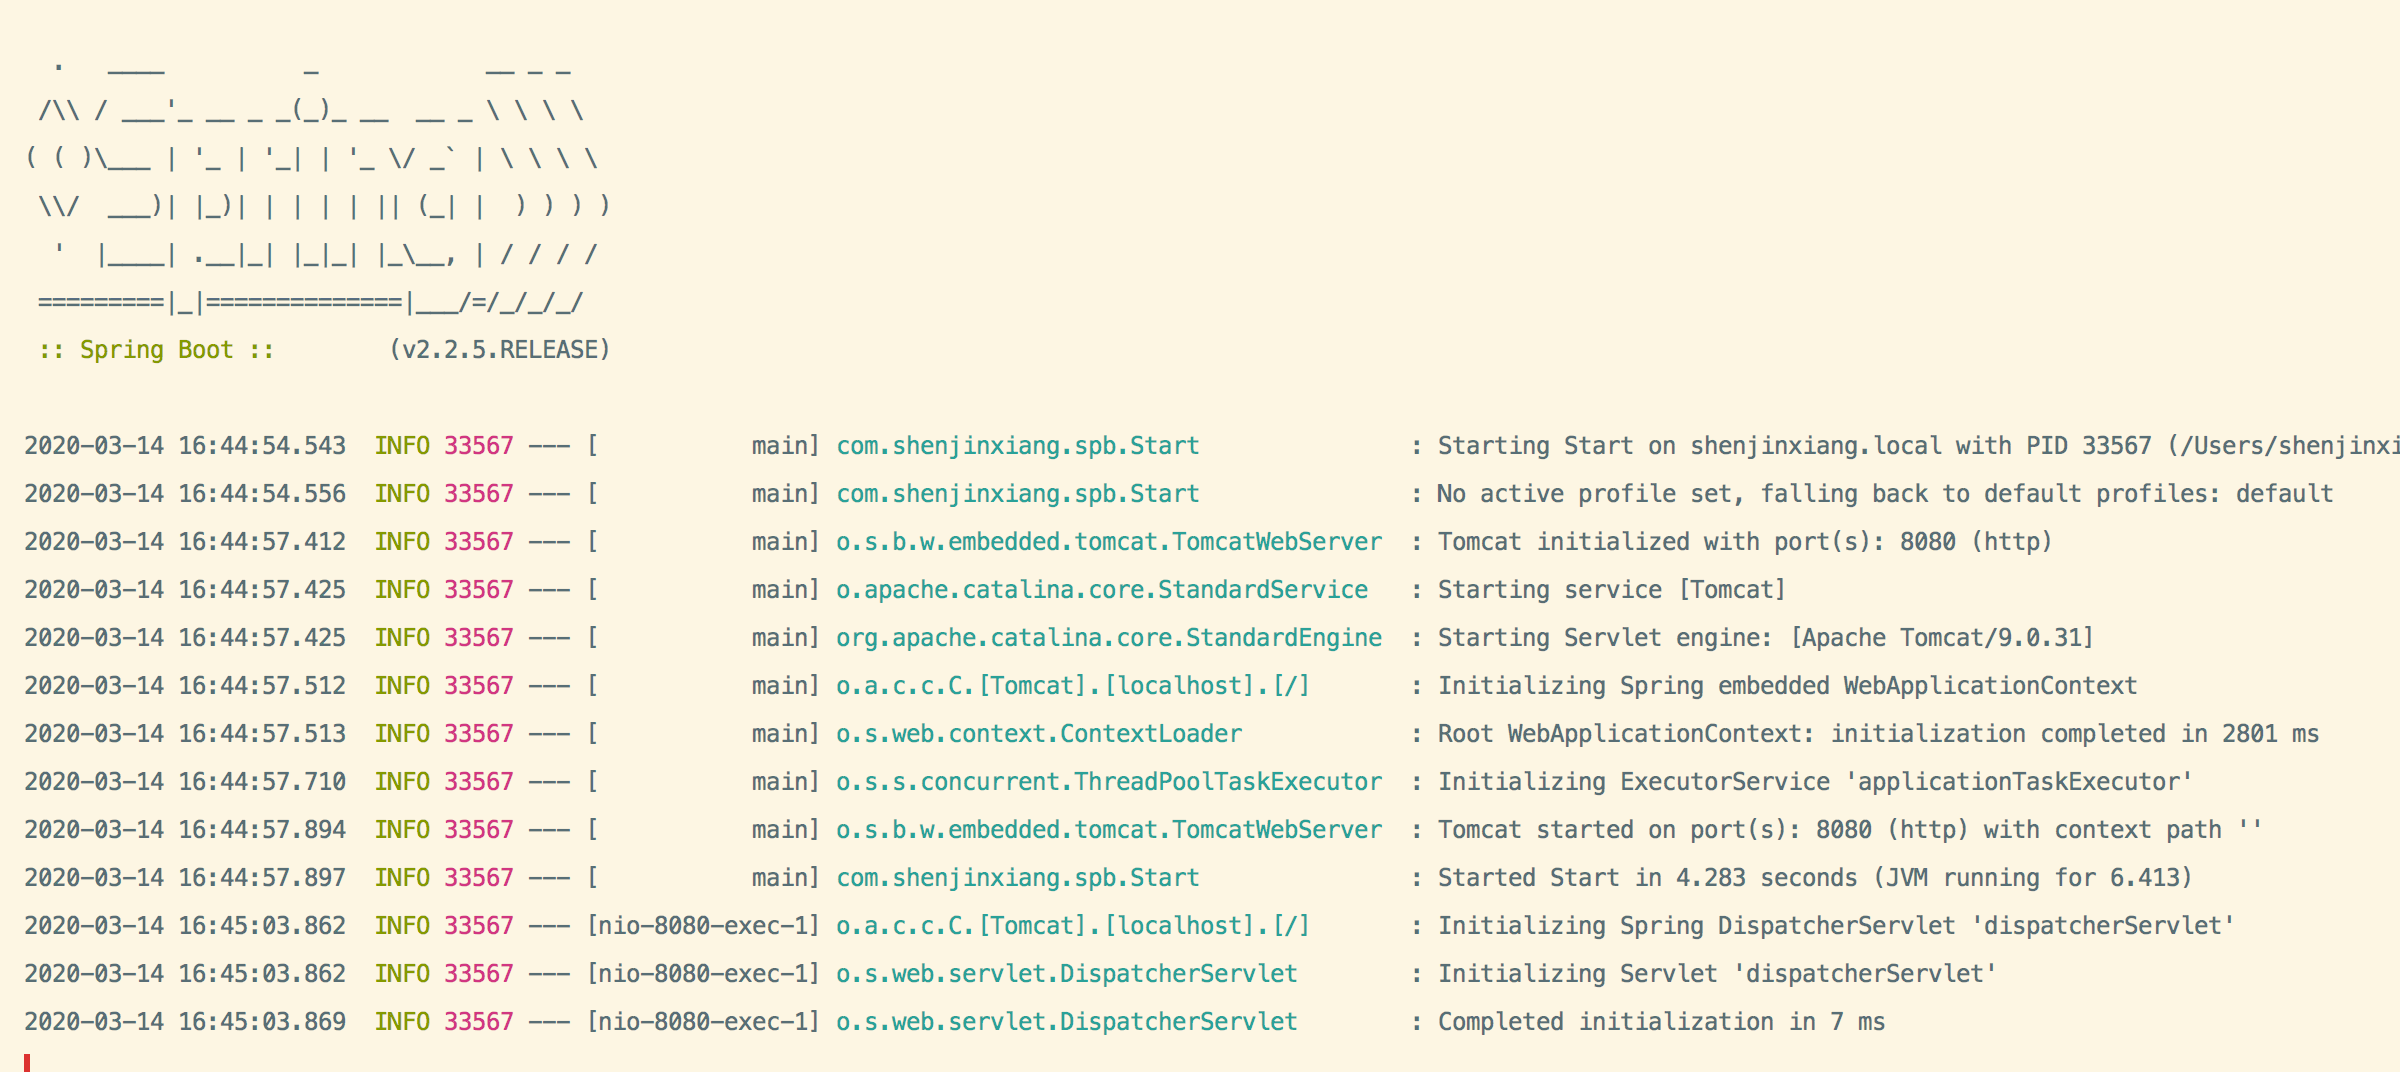 .   ____          _            __ _ _
 /\\ / ___'_ __ _ _(_)_ __  __ _ \ \ \ \
( ( )\___ | '_ | '_| | '_ \/ _` | \ \ \ \
 \\/  ___)| |_)| | | | | || (_| |  ) ) ) )
  '  |____| .__|_| |_|_| |_\__, | / / / /
 =========|_|==============|___/=/_/_/_/
 :: Spring Boot ::        (v2.2.5.RELEASE)

2020-03-14 16:44:54.543  INFO 33567 --- [           main] com.shenjinxiang.spb.Start               : Starting Start on shenjinxiang.local with PID 33567 (/Users/shenjinxi
2020-03-14 16:44:54.556  INFO 33567 --- [           main] com.shenjinxiang.spb.Start               : No active profile set, falling back to default profiles: default
2020-03-14 16:44:57.412  INFO 33567 --- [           main] o.s.b.w.embedded.tomcat.TomcatWebServer  : Tomcat initialized with port(s): 8080 (http)
2020-03-14 16:44:57.425  INFO 33567 --- [           main] o.apache.catalina.core.StandardService   : Starting service [Tomcat]
2020-03-14 16:44:57.425  INFO 33567 --- [           main] org.apache.catalina.core.StandardEngine  : Starting Servlet engine: [Apache Tomcat/9.0.31]
2020-03-14 16:44:57.512  INFO 33567 --- [           main] o.a.c.c.C.[Tomcat].[localhost].[/]       : Initializing Spring embedded WebApplicationContext
2020-03-14 16:44:57.513  INFO 33567 --- [           main] o.s.web.context.ContextLoader            : Root WebApplicationContext: initialization completed in 2801 ms
2020-03-14 16:44:57.710  INFO 33567 --- [           main] o.s.s.concurrent.ThreadPoolTaskExecutor  : Initializing ExecutorService 'applicationTaskExecutor'
2020-03-14 16:44:57.894  INFO 33567 --- [           main] o.s.b.w.embedded.tomcat.TomcatWebServer  : Tomcat started on port(s): 8080 (http) with context path ''
2020-03-14 16:44:57.897  INFO 33567 --- [           main] com.shenjinxiang.spb.Start               : Started Start in 4.283 seconds (JVM running for 6.413)
2020-03-14 16:45:03.862  INFO 33567 --- [nio-8080-exec-1] o.a.c.c.C.[Tomcat].[localhost].[/]       : Initializing Spring DispatcherServlet 'dispatcherServlet'
2020-03-14 16:45:03.862  INFO 33567 --- [nio-8080-exec-1] o.s.web.servlet.DispatcherServlet        : Initializing Servlet 'dispatcherServlet'
2020-03-14 16:45:03.869  INFO 33567 --- [nio-8080-exec-1] o.s.web.servlet.DispatcherServlet        : Completed initialization in 7 ms